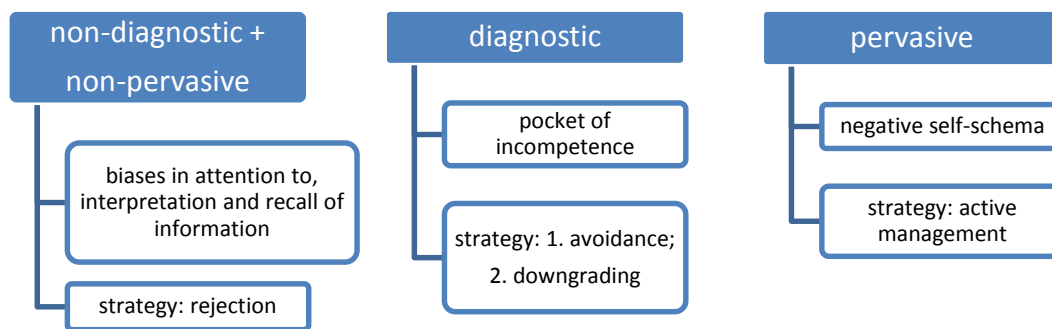 non-diagnostic +
non-pervasive
biases in attention to,
interpretation and recall of
information
strategy: rejection
diagnostic
pocket of
incompetence
strategy: 1. avoidance;
2. downgrading
pervasive
negative self-schema
strategy: active
management